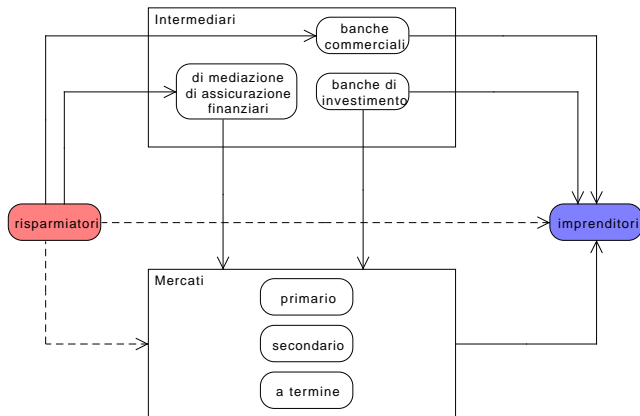 Intermediari
banche
commerciali
di mediazione
di assicurazione
finanziari
banche di
investimento
risparmiatori
imprenditori
Mercati
primario
secondario
a termine